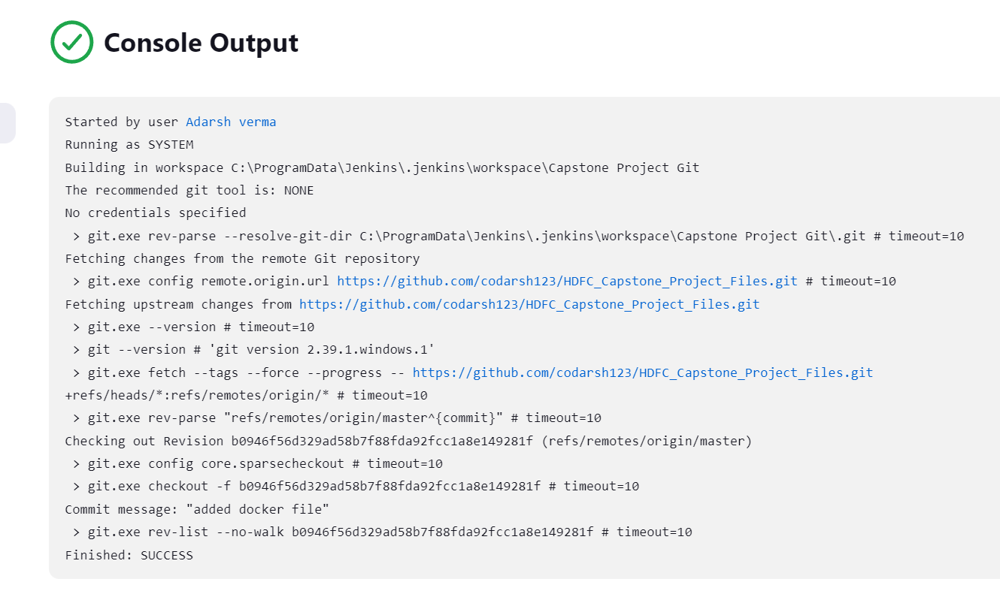 Console Output
Started by user Adarsh verma
Running as SYSTEM
Building in workspace C:\ProgramData\Jenkins\.jenkins\workspace\Capstone Project Git
The recommended git tool is: NONE
No credentials specified
 > git.exe rev-parse --resolve-git-dir C:\ProgramData\Jenkins\.jenkins\workspace\Capstone Project Git\.git # timeout=10
Fetching changes from the remote Git repository
 > git.exe config remote.origin.url https://github.com/codarsh123/HDFC_Capstone_Project_Files.git # timeout=10
Fetching upstream changes from https://github.com/codarsh123/HDFC_Capstone_Project_Files.git
 > git.exe --version # timeout=10
 > git --version # 'git version 2.39.1.windows.1'
 > git.exe fetch --tags --force --progress -- https://github.com/codarsh123/HDFC_Capstone_Project_Files.git
+refs/heads/*:refs/remotes/origin/* # timeout=10
 > git.exe rev-parse "refs/remotes/origin/master^{commit}" # timeout=10
Checking out Revision b0946f56d329ad58b7f88fda92fcc1a8e149281f (refs/remotes/origin/master)
 > git.exe config core.sparsecheckout # timeout=10
 > git.exe checkout -f b0946f56d329ad58b7f88fda92fcc1a8e149281f # timeout=10
Commit message: "added docker file"
 > git.exe rev-list --no-walk b0946f56d329ad58b7f88fda92fcc1a8e149281f # timeout=10
Finished: SUCCESS